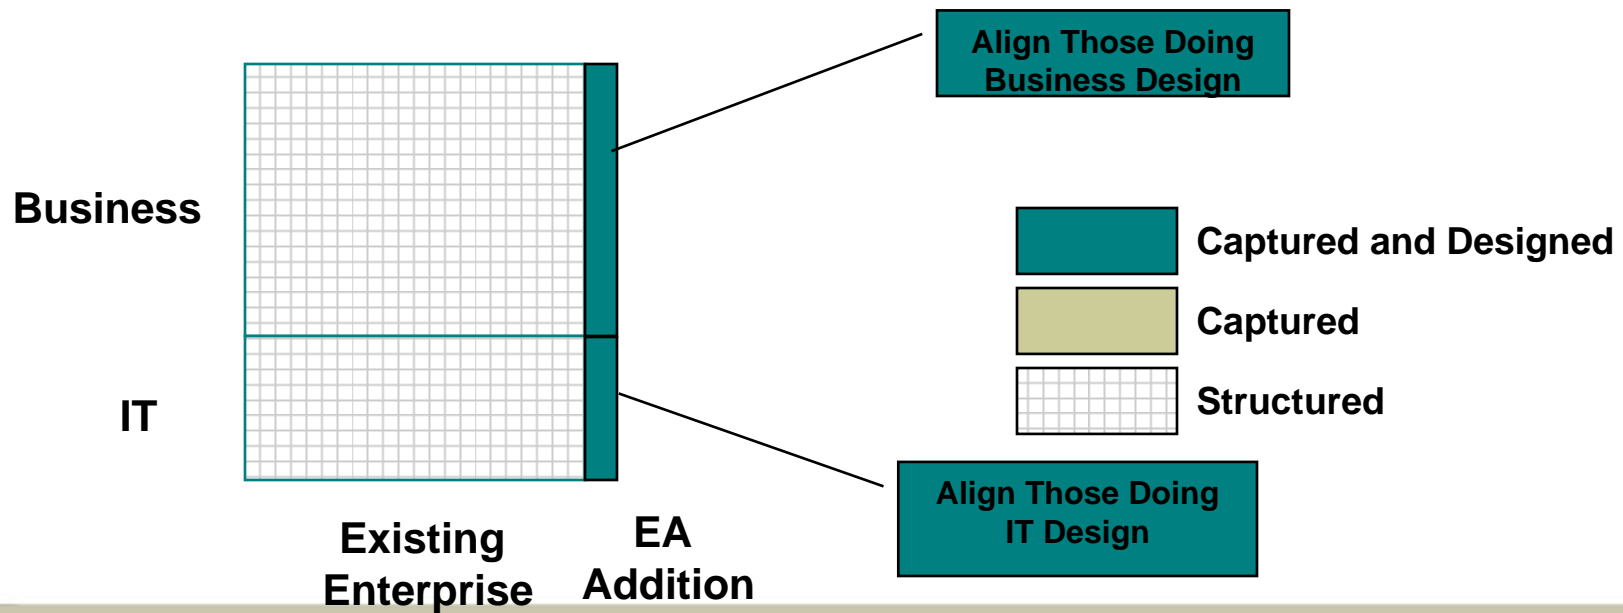 Align Those Doing
Business Design
Business
Captured and Designed
Captured
Structured
IT
Align Those Doing
IT Design
Existing
Enterprise
EA
Addition